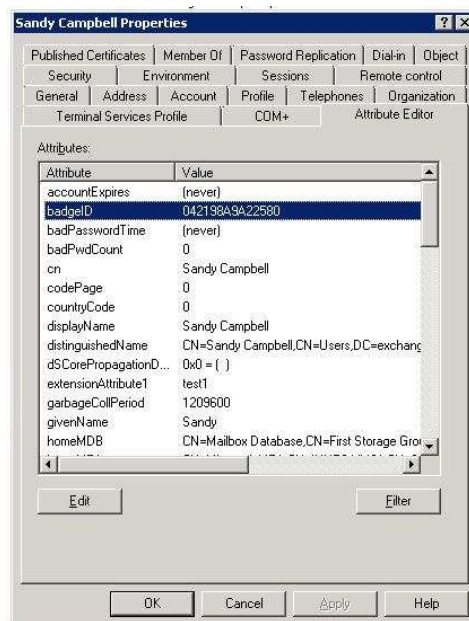 Sandy Campbell Properties
Published Certificates Member Of Password Replication Dial-in Object
Security Environment Sessions Remote control
General Address Account Profile Telephones Organization
Terminal Services Profile COM+ Attribute Editor
Attributes:
Attribute Value
accountExpires (never)
badgeID 042198A9A22580
badPasswordTime (never)
badPwdCount 0
cn Sandy Campbell
codePage 0
countryCode 0
displayName Sandy Campbell
distinguishedName CN=Sandy Campbell,CN=Users,DC=exchang
dSCorePropagationD... 0x0 = ( )
extensionAttribute1 test1
garbageCollPeriod 1209600
givenName Sandy
homeMDB CN=Mailbox Database,CN=First Storage Grou
Edit Filter
OK Cancel Apply Help